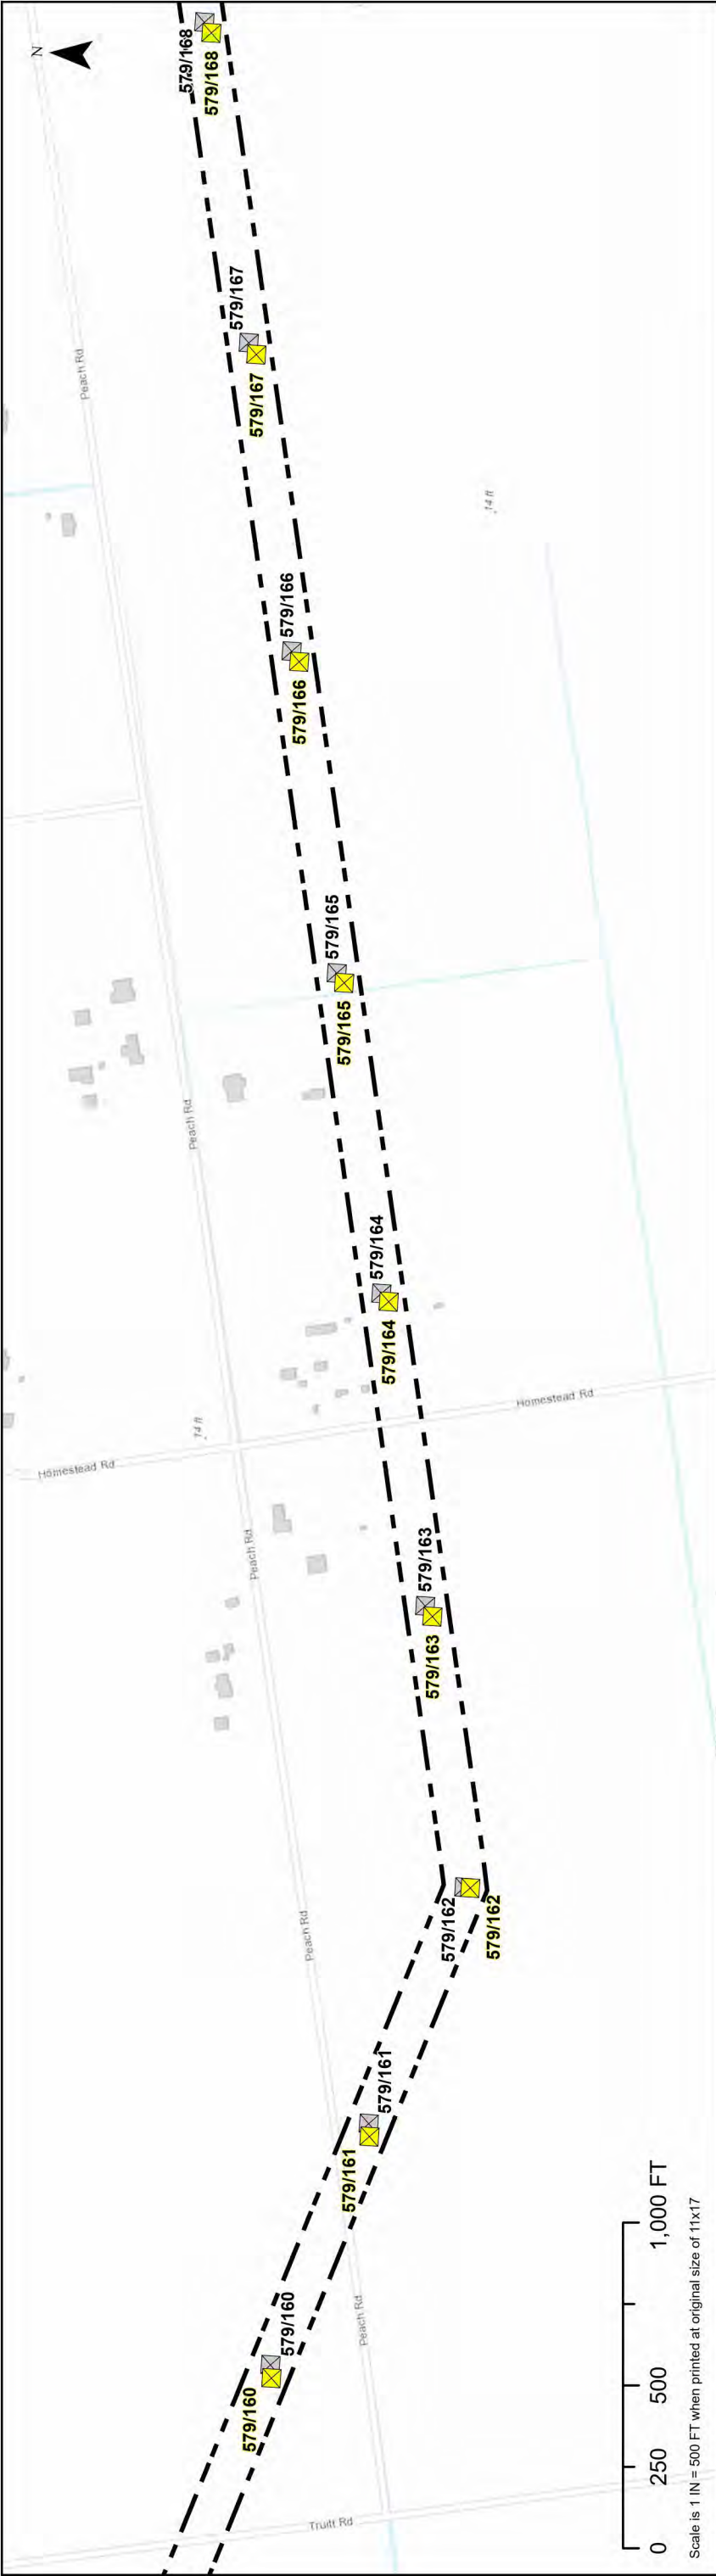 N
579/168
579/168
Peach Rd
579/167
579/167
14 ft
579/166
579/166
579/165
579/165
Peach Rd
579/164
579/164
Homestead Rd
14 ft
Homestead Rd
Peach Rd
579/163
579/163
Peach Rd
579/162
579/162
579/161
579/161
Peach Rd
579/160
579/160
Truitt Rd
0 250 500 1,000 FT
Scale is 1 IN = 500 FT when printed at original size of 11x17